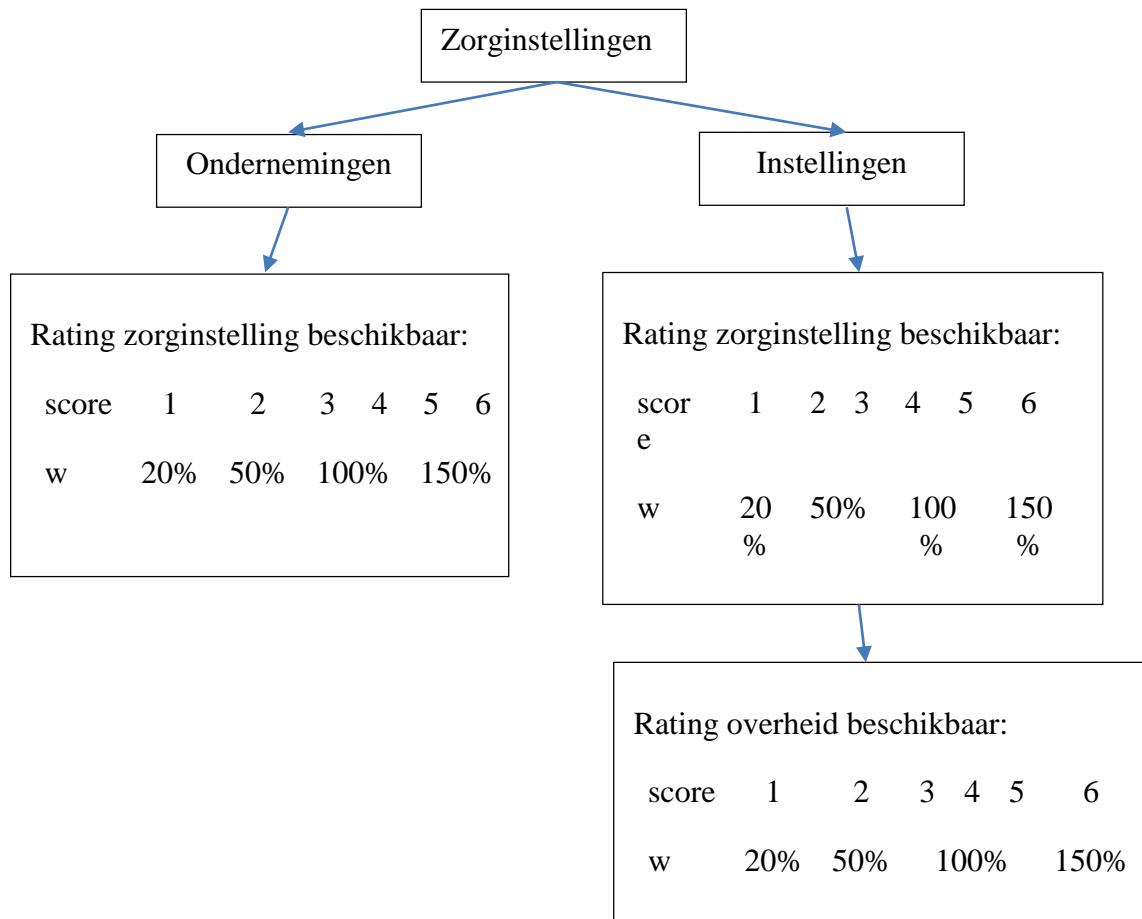 Zorginstellingen
Ondernemingen
Instellingen
Rating zorginstelling beschikbaar:
score 1 2 3 4 5 6
w 20% 50% 100% 150%
Rating zorginstelling beschikbaar:
scor 1 2 3 4 5 6
e
w 20 50% 100 150
% % %
Rating overheid beschikbaar:
score 1 2 3 4 5 6
w 20% 50% 100% 150%